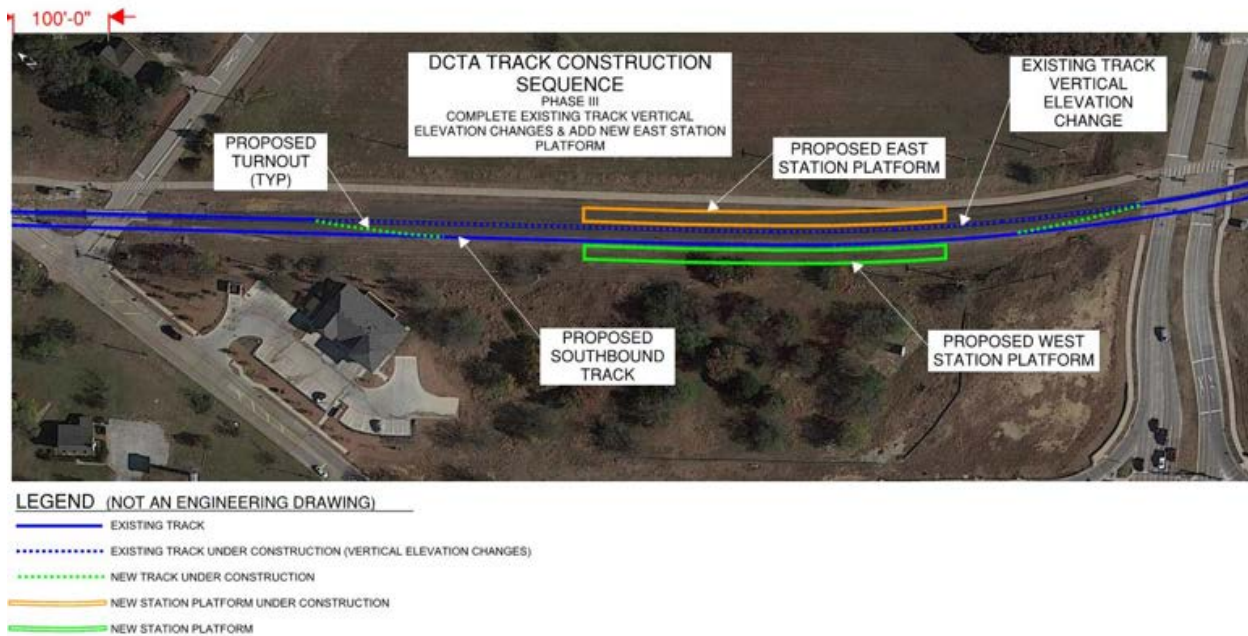 100'-0"
DCTA TRACK CONSTRUCTION
SEQUENCE
PHASE III
COMPLETE EXISTING TRACK VERTICAL
ELEVATION CHANGES & ADD NEW EAST STATION
PLATFORM
EXISTING TRACK
VERTICAL
ELEVATION
CHANGE
PROPOSED
TURNOUT
(TYP)
PROPOSED EAST
STATION PLATFORM
PROPOSED
SOUTHBOUND
TRACK
PROPOSED WEST
STATION PLATFORM
LEGEND (NOT AN ENGINEERING DRAWING)
EXISTING TRACK
EXISTING TRACK UNDER CONSTRUCTION (VERTICAL ELEVATION CHANGES)
NEW TRACK UNDER CONSTRUCTION
NEW STATION PLATFORM UNDER CONSTRUCTION
NEW STATION PLATFORM